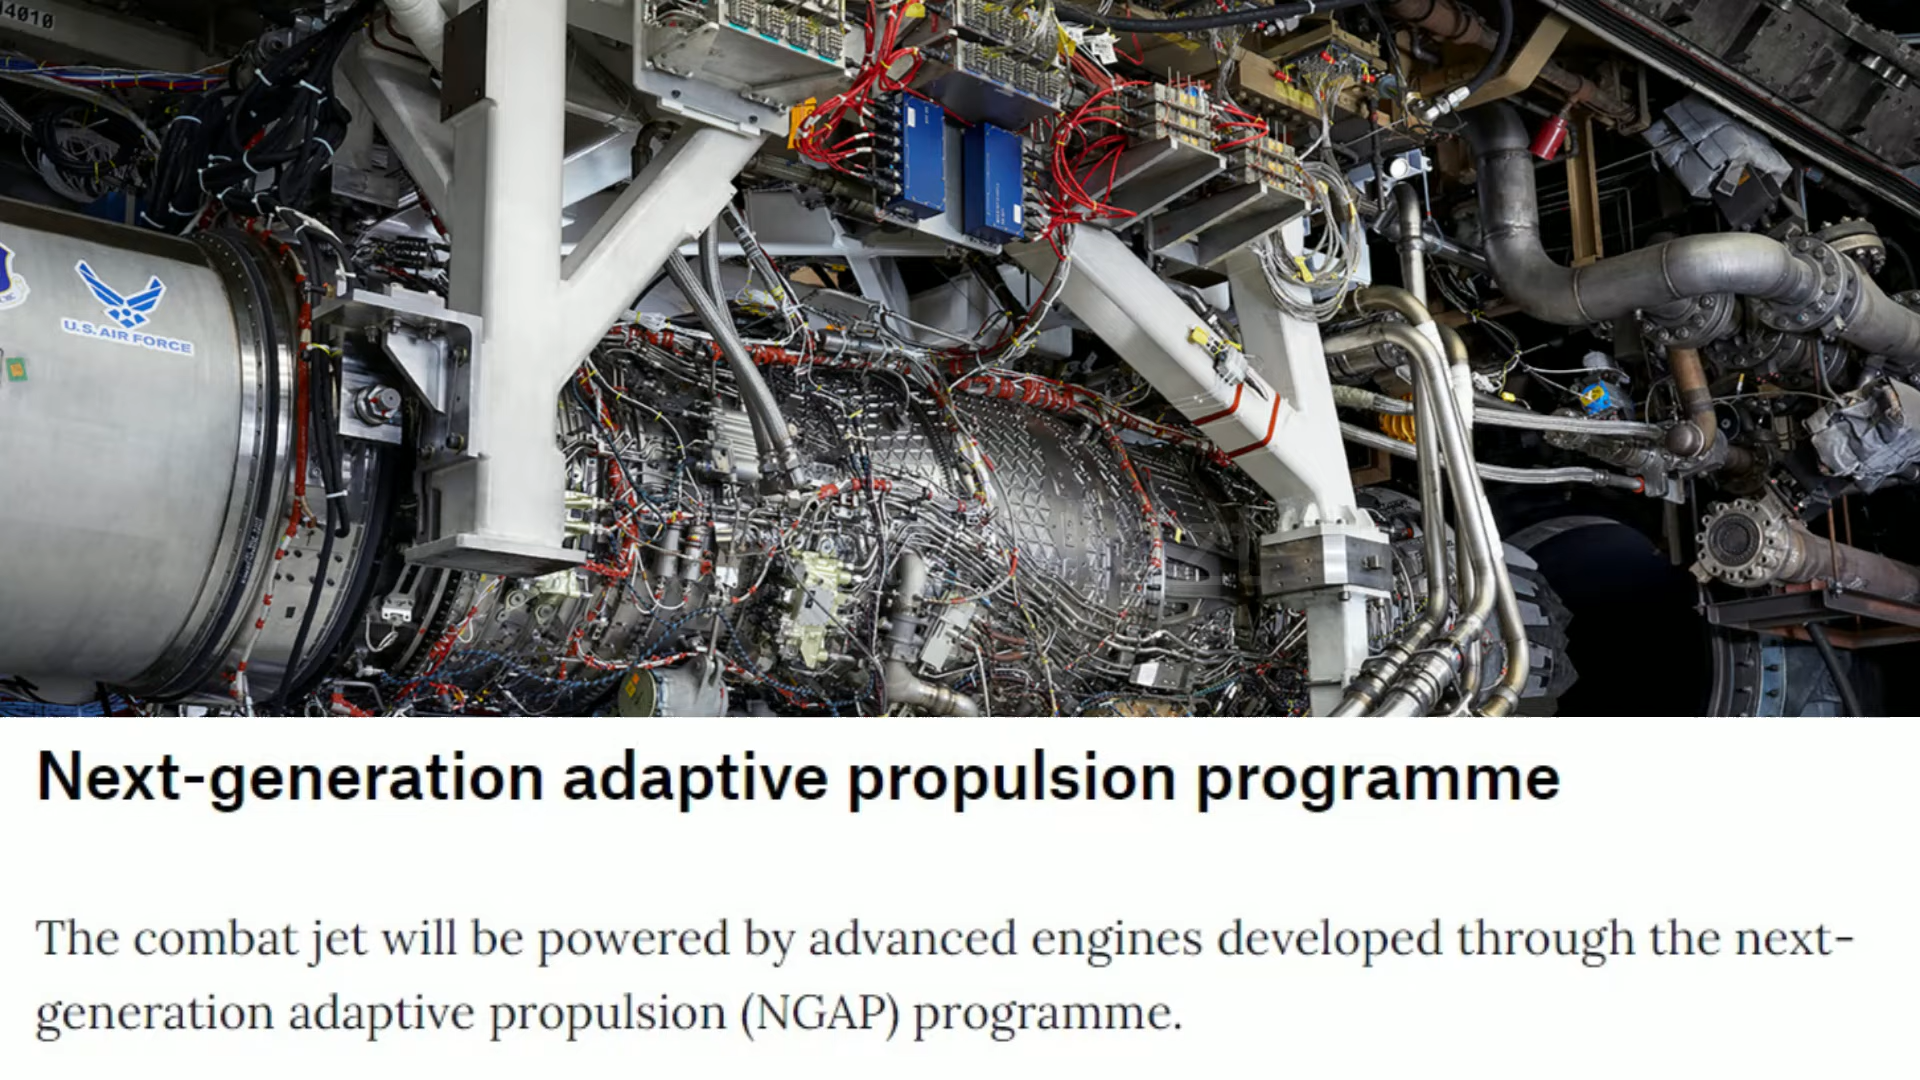 4010
U.S. AIR FORCE
Next-generation adaptive propulsion programme
The combat jet will be powered by advanced engines developed through the next-
generation adaptive propulsion (NGAP) programme.